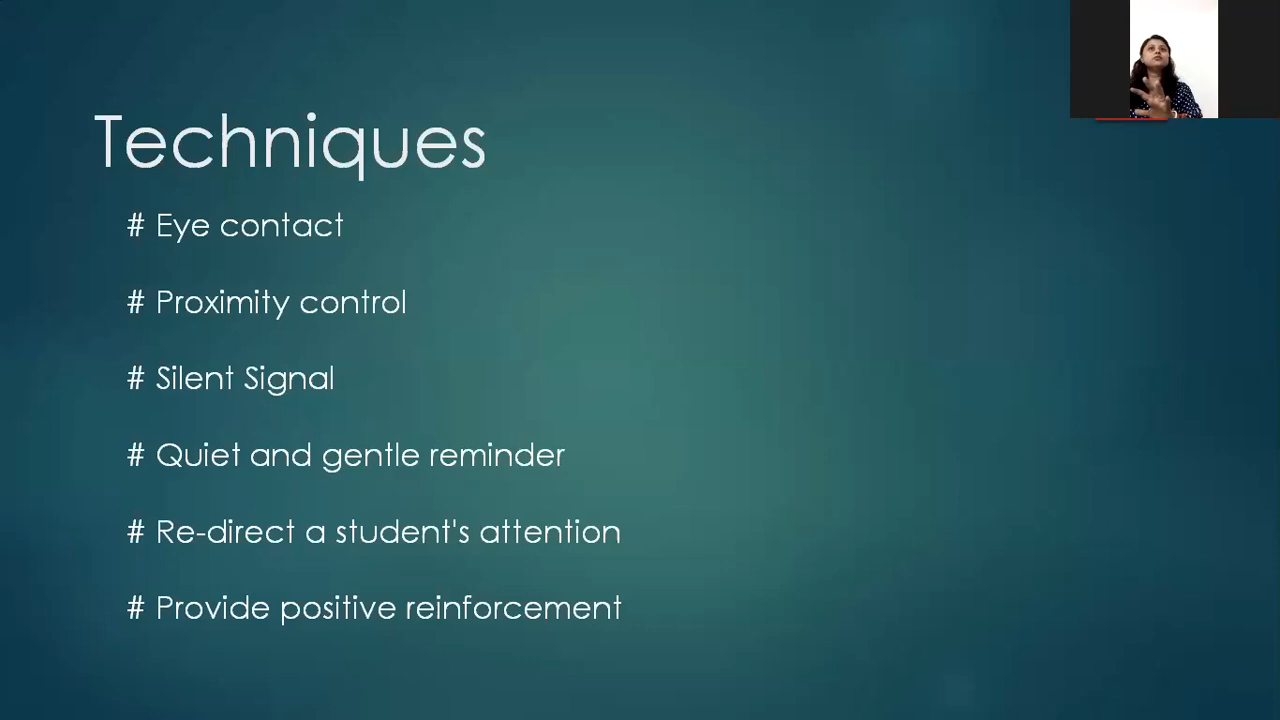 Techniques
# Eye contact
# Proximity control
# Silent Signal
# Quiet and gentle reminder
# Re-direct a student's attention
# Provide positive reinforcement